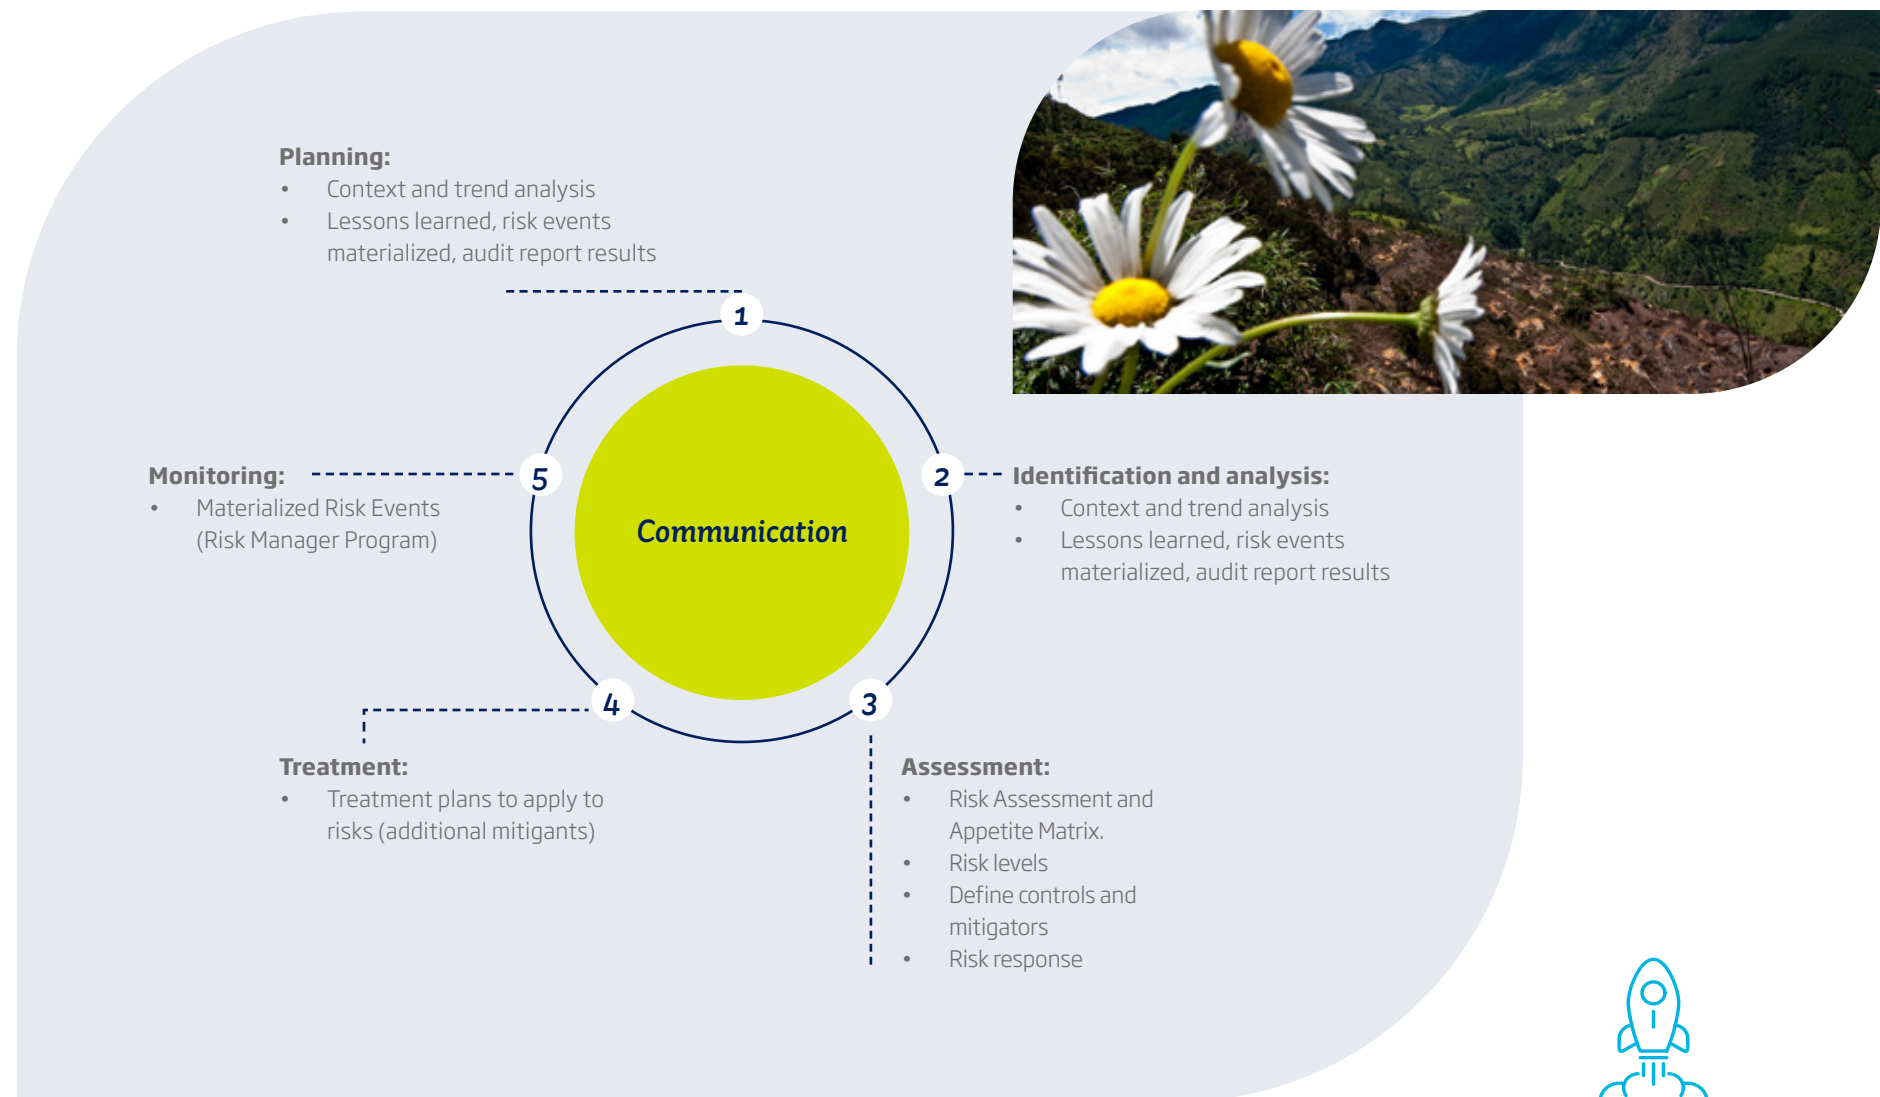 Planning:
• Context and trend analysis
• Lessons learned, risk events
materialized, audit report results
1
2
Identification and analysis:
• Context and trend analysis
• Lessons learned, risk events
materialized, audit report results
3
Assessment:
• Risk Assessment and
Appetite Matrix.
• Risk levels
• Define controls and
mitigators
• Risk response
4
Treatment:
• Treatment plans to apply to
risks (additional mitigants)
5
Monitoring:
• Materialized Risk Events
(Risk Manager Program)
Communication